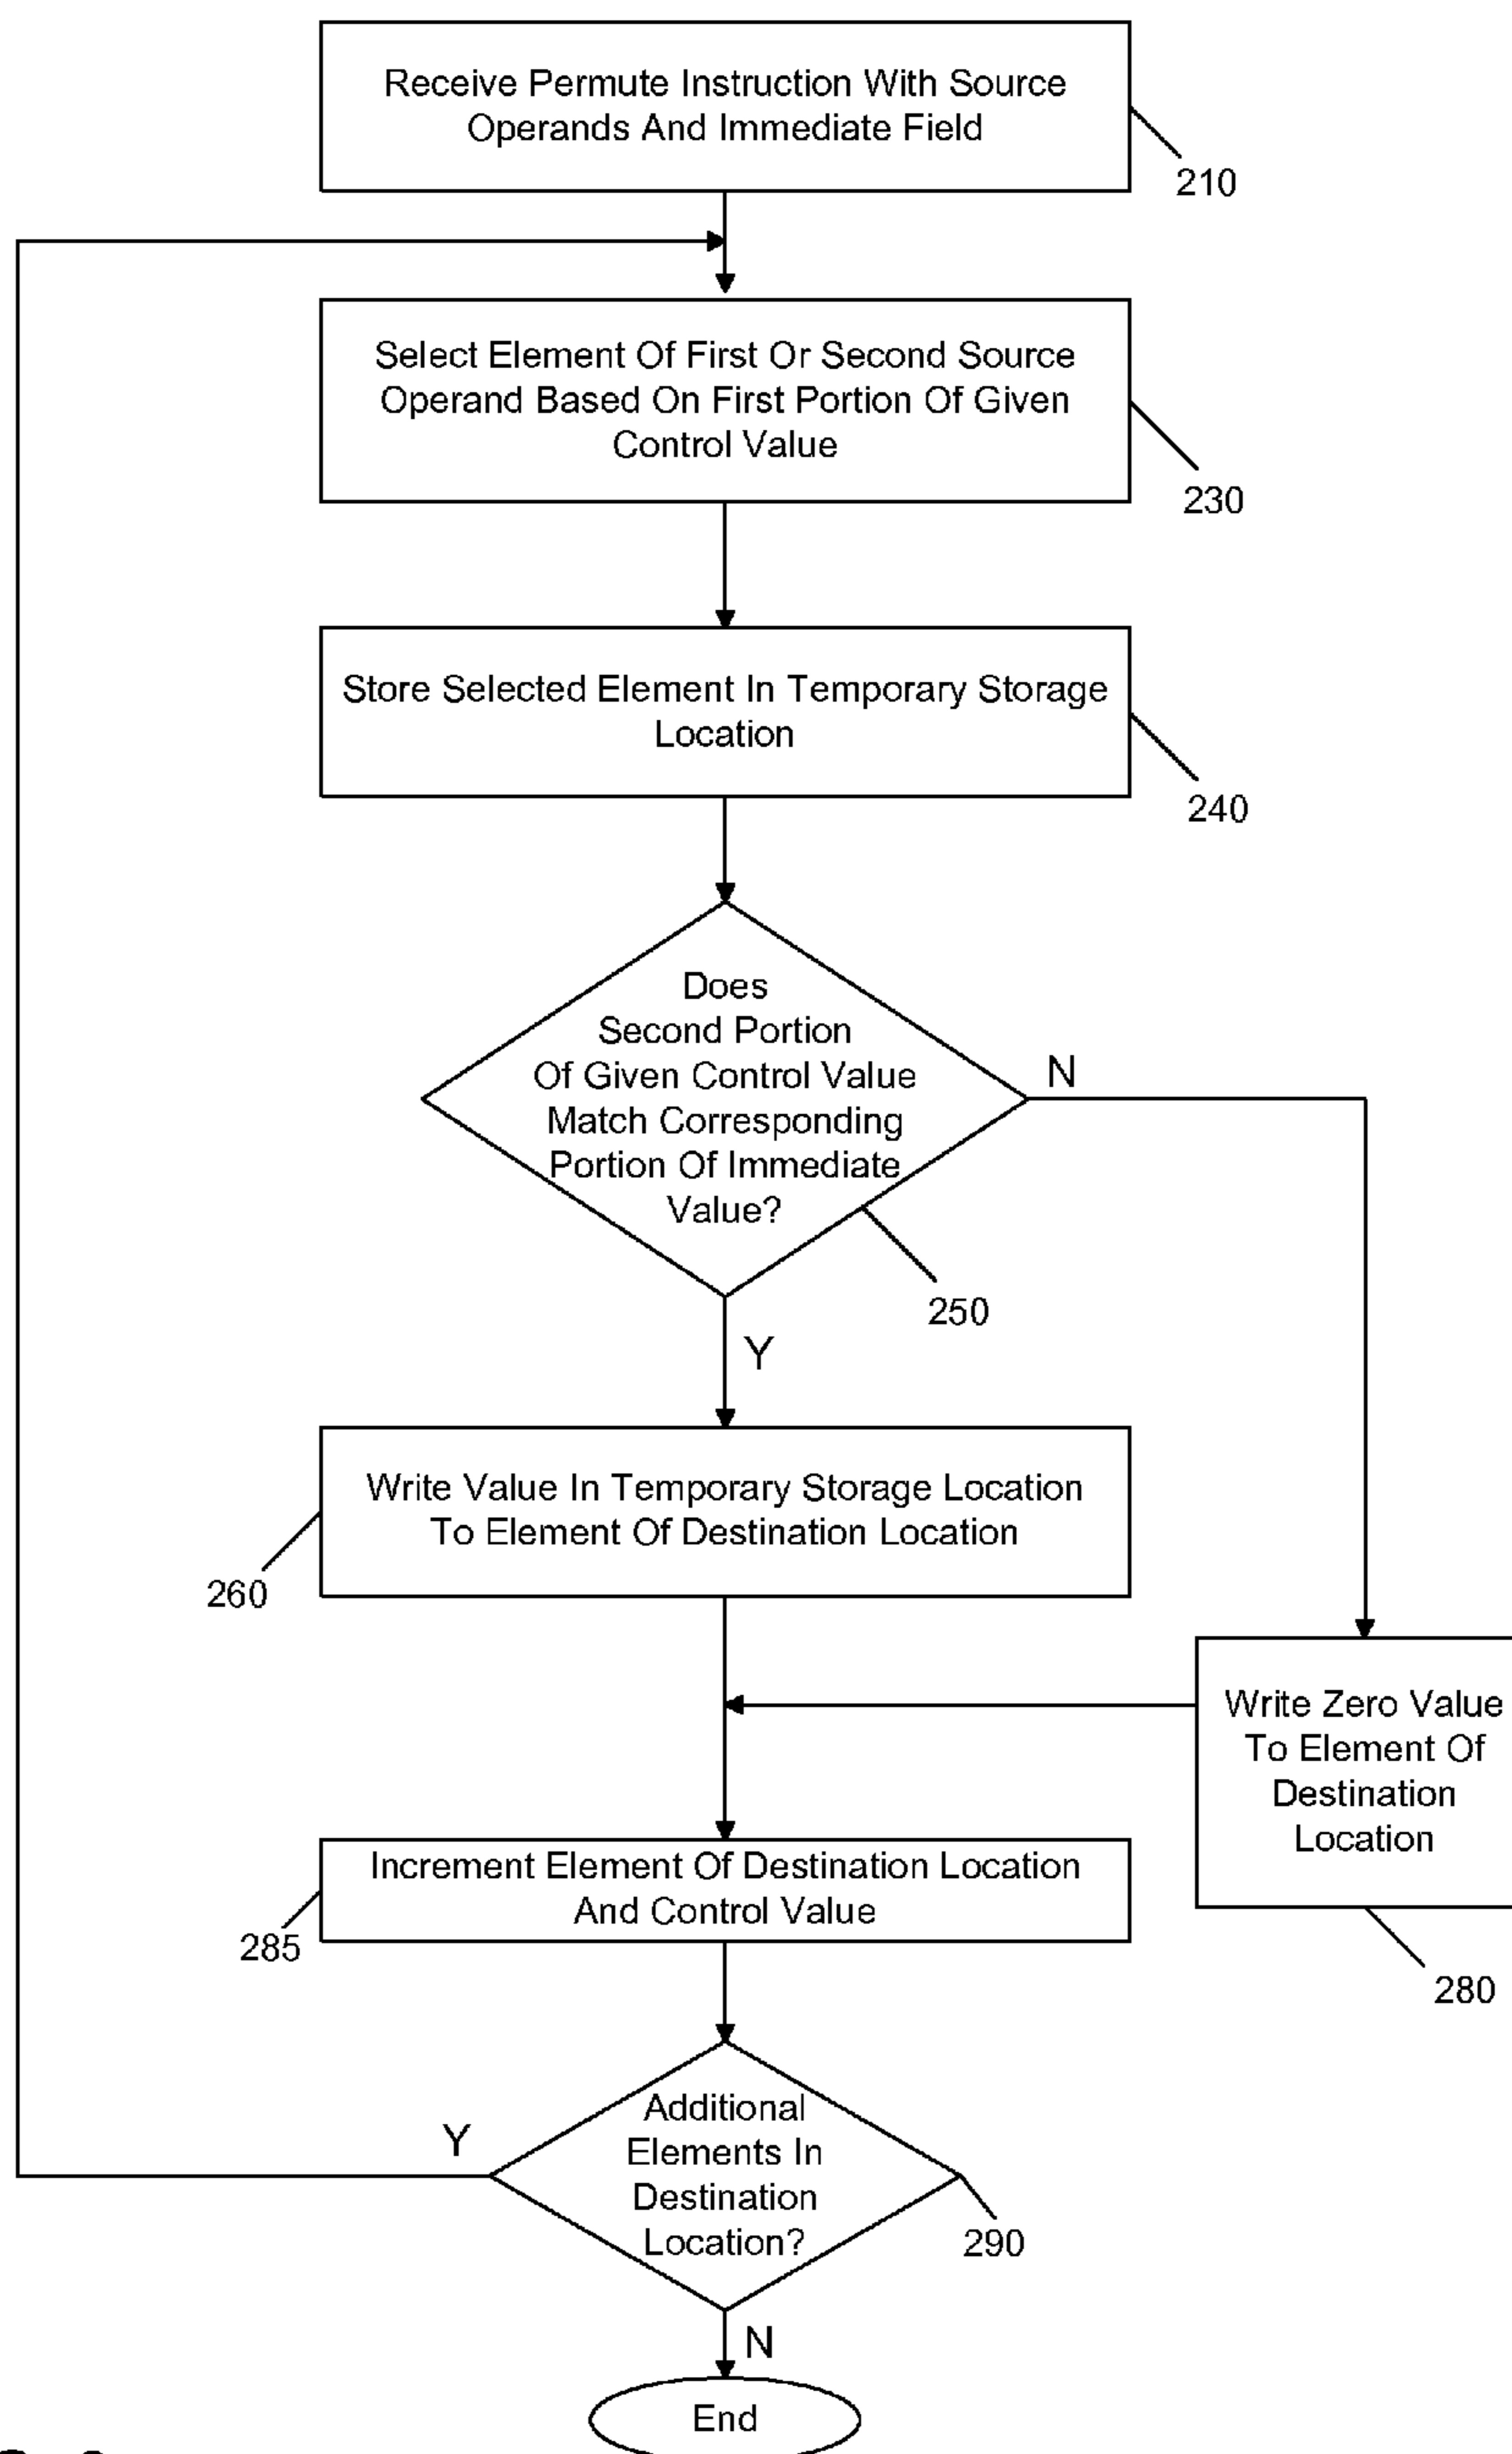 Receive Permute Instruction With Source
Operands And Immediate Field
210
Select Element Of First Or Second Source
Operand Based On First Portion Of Given
Control Value
230
Store Selected Element In Temporary Storage
Location
240
Does
Second Portion
Of Given Control Value
Match Corresponding
Portion Of Immediate
Value?
N
250
Y
Write Value In Temporary Storage Location
To Element Of Destination Location
260
Write Zero Value
To Element Of
Destination
Location
280
Increment Element Of Destination Location
And Control Value
285
Additional
Elements In
Destination
Location?
Y
290
N
End